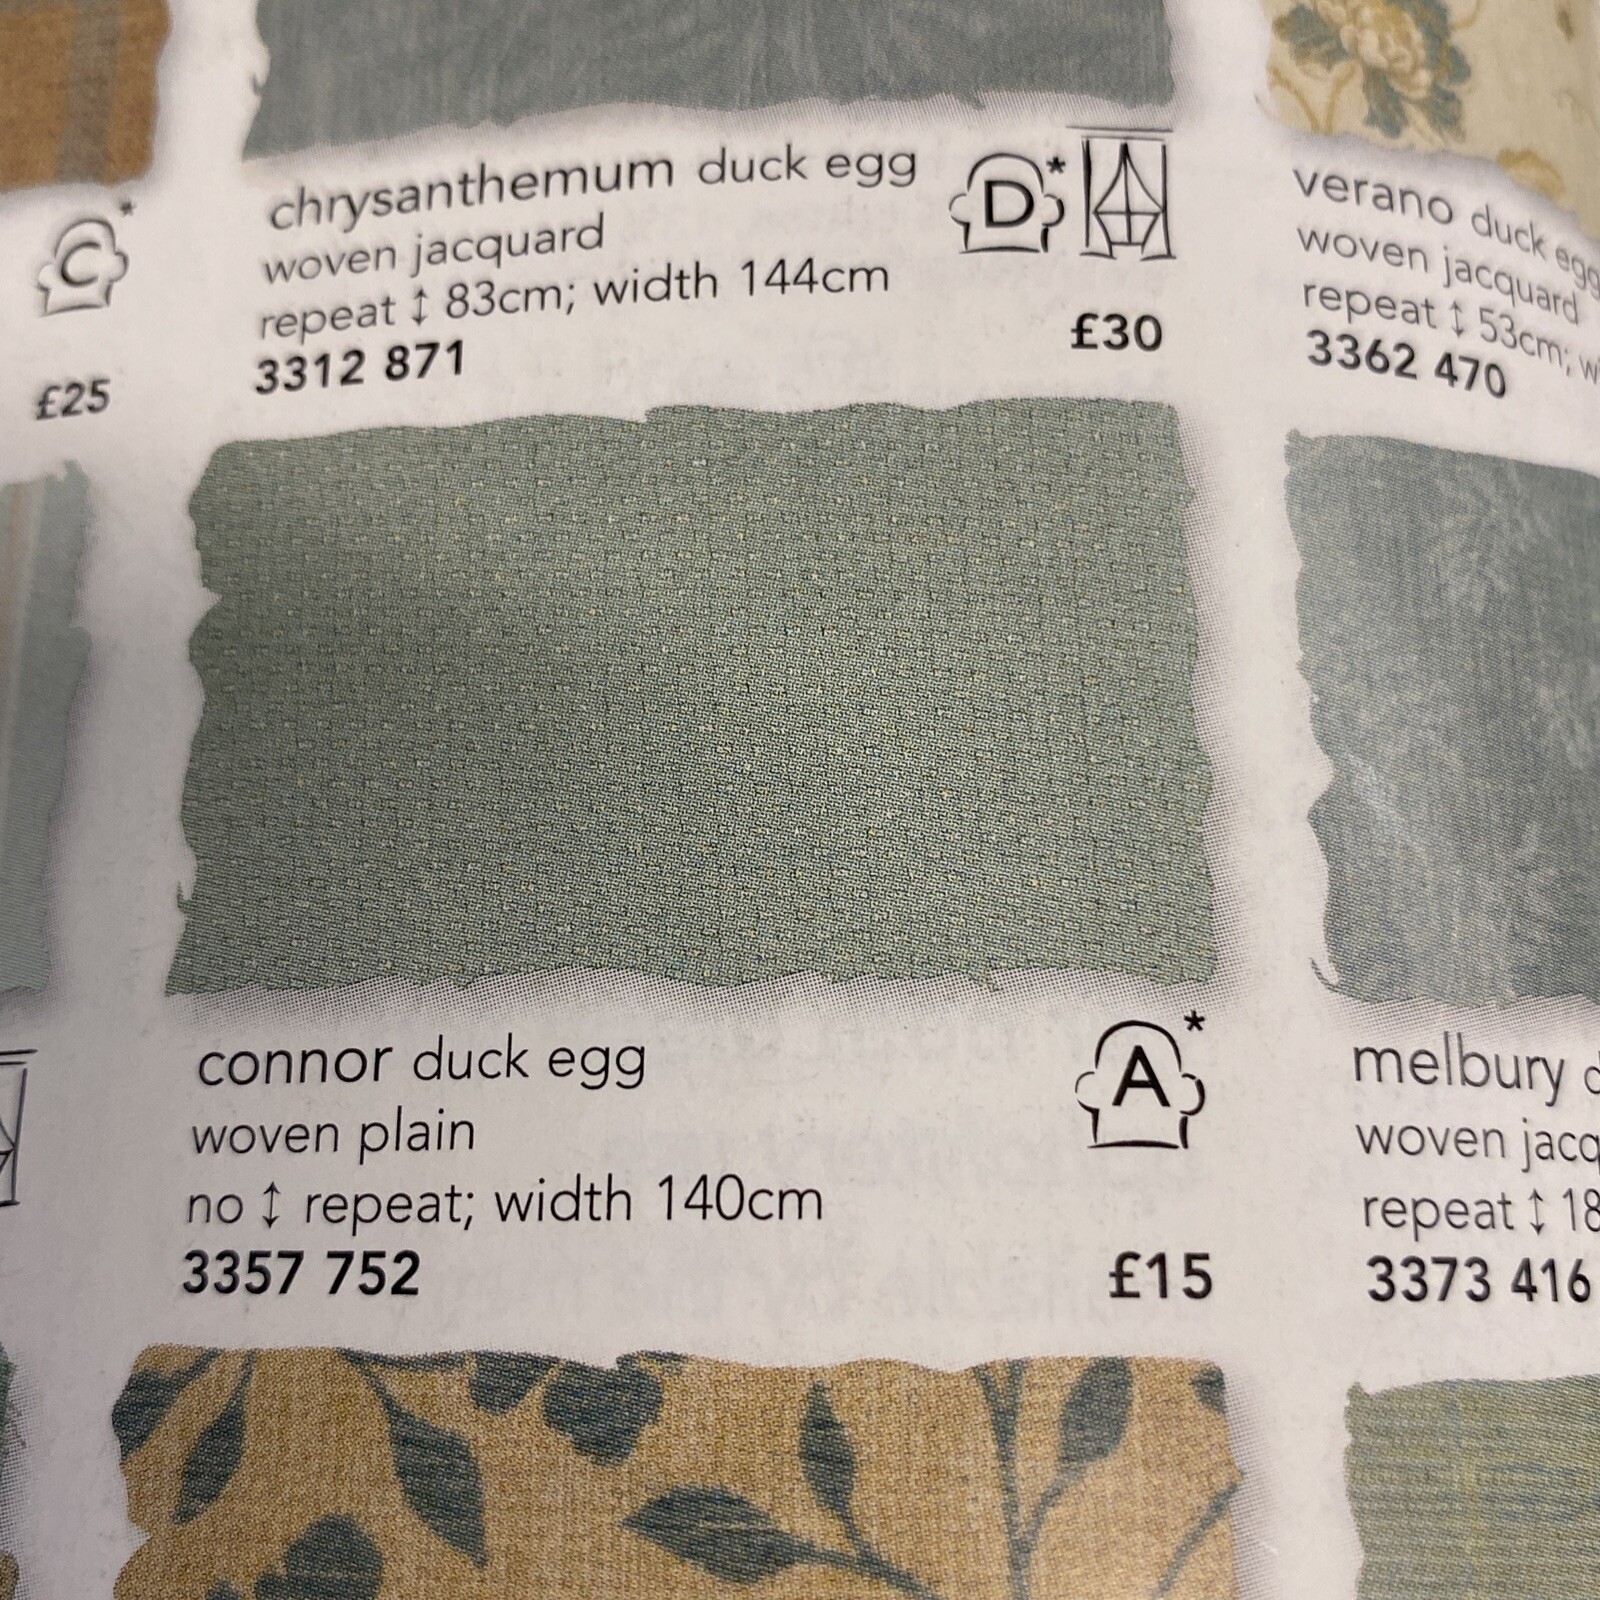 C*
£25
chrysanthemum duck egg
D*
woven jacquard
repeat ↕ 83cm; width 144cm
3312 871
£30
verano duck egg
woven jacquard
repeat ↕ 53cm;
3362 470
connor duck egg
A*
woven plain
no ↕ repeat; width 140cm
3357 752
£15
melbury
woven
repeat ↕ 18
3373 416